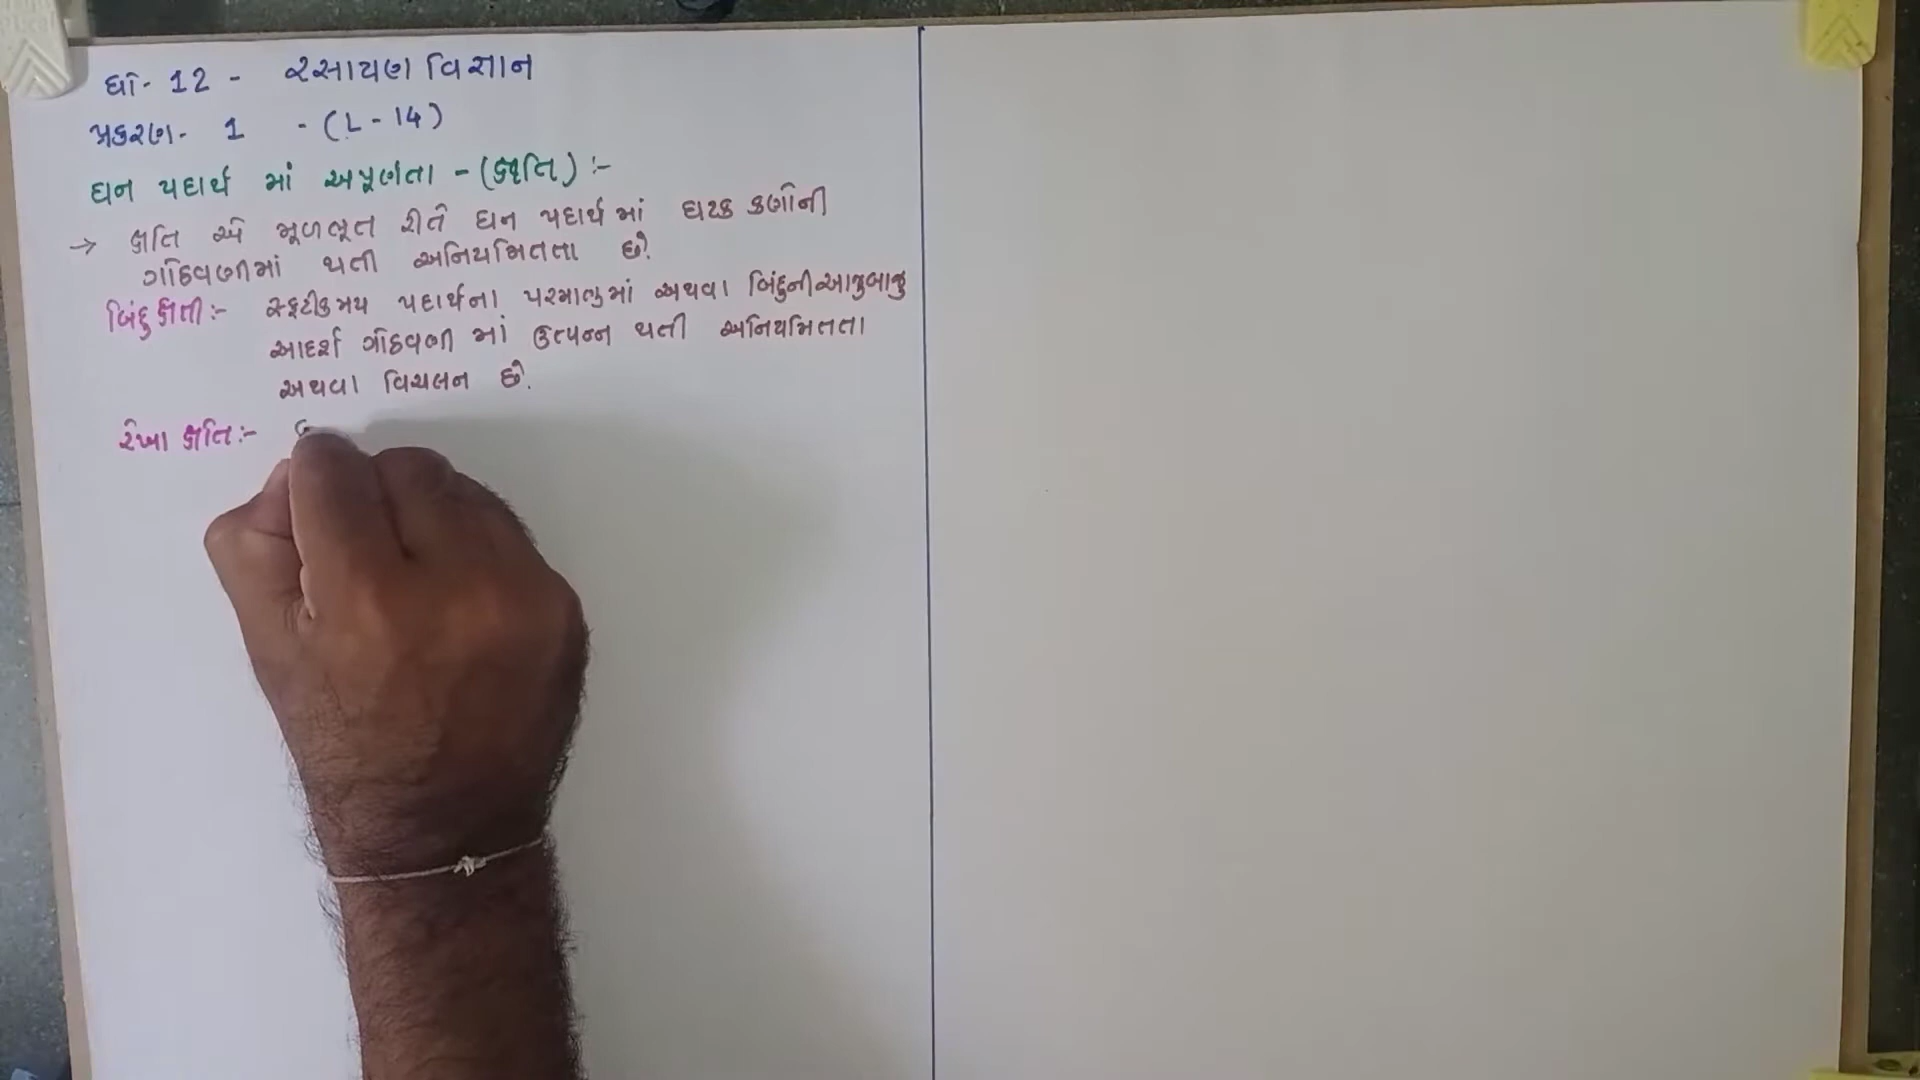 ધો- 12 - રસાયણ વિજ્ઞાન
પ્રકરણ- 1 - (L - 14)
ઘન પદાર્થ માં અપૂર્ણતા - (ક્ષતિ) :-
→ ક્ષતિ એ મૂળભૂત રીતે ઘન પદાર્થ માં ઘટક કણોની
ગોઠવણીમાં થતી અનિયમિતતા છે.
બિંદુ ક્ષતી :- સ્ફટીકમય પદાર્થના પરમાણુમાં અથવા બિંદુની આજુબાજુ
આદર્શ ગોઠવણી માં ઉત્પન્ન થતી અનિયમિતતા
અથવા વિચલન છે.
રેખા ક્ષતિ :-